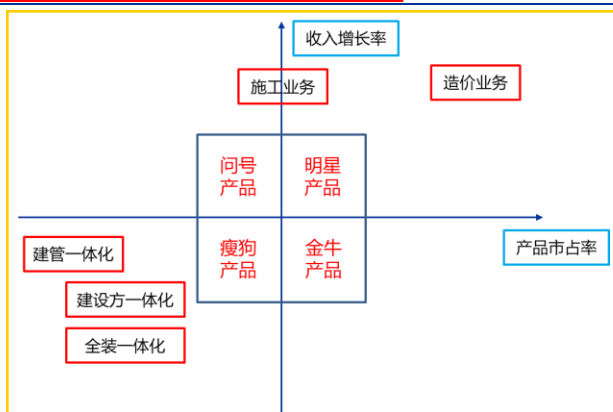 收入增长率
施工业务
造价业务
问号
产品
明星
产品
产品市占率
建管一体化
瘦狗
产品
金牛
产品
建设方一体化
全装一体化